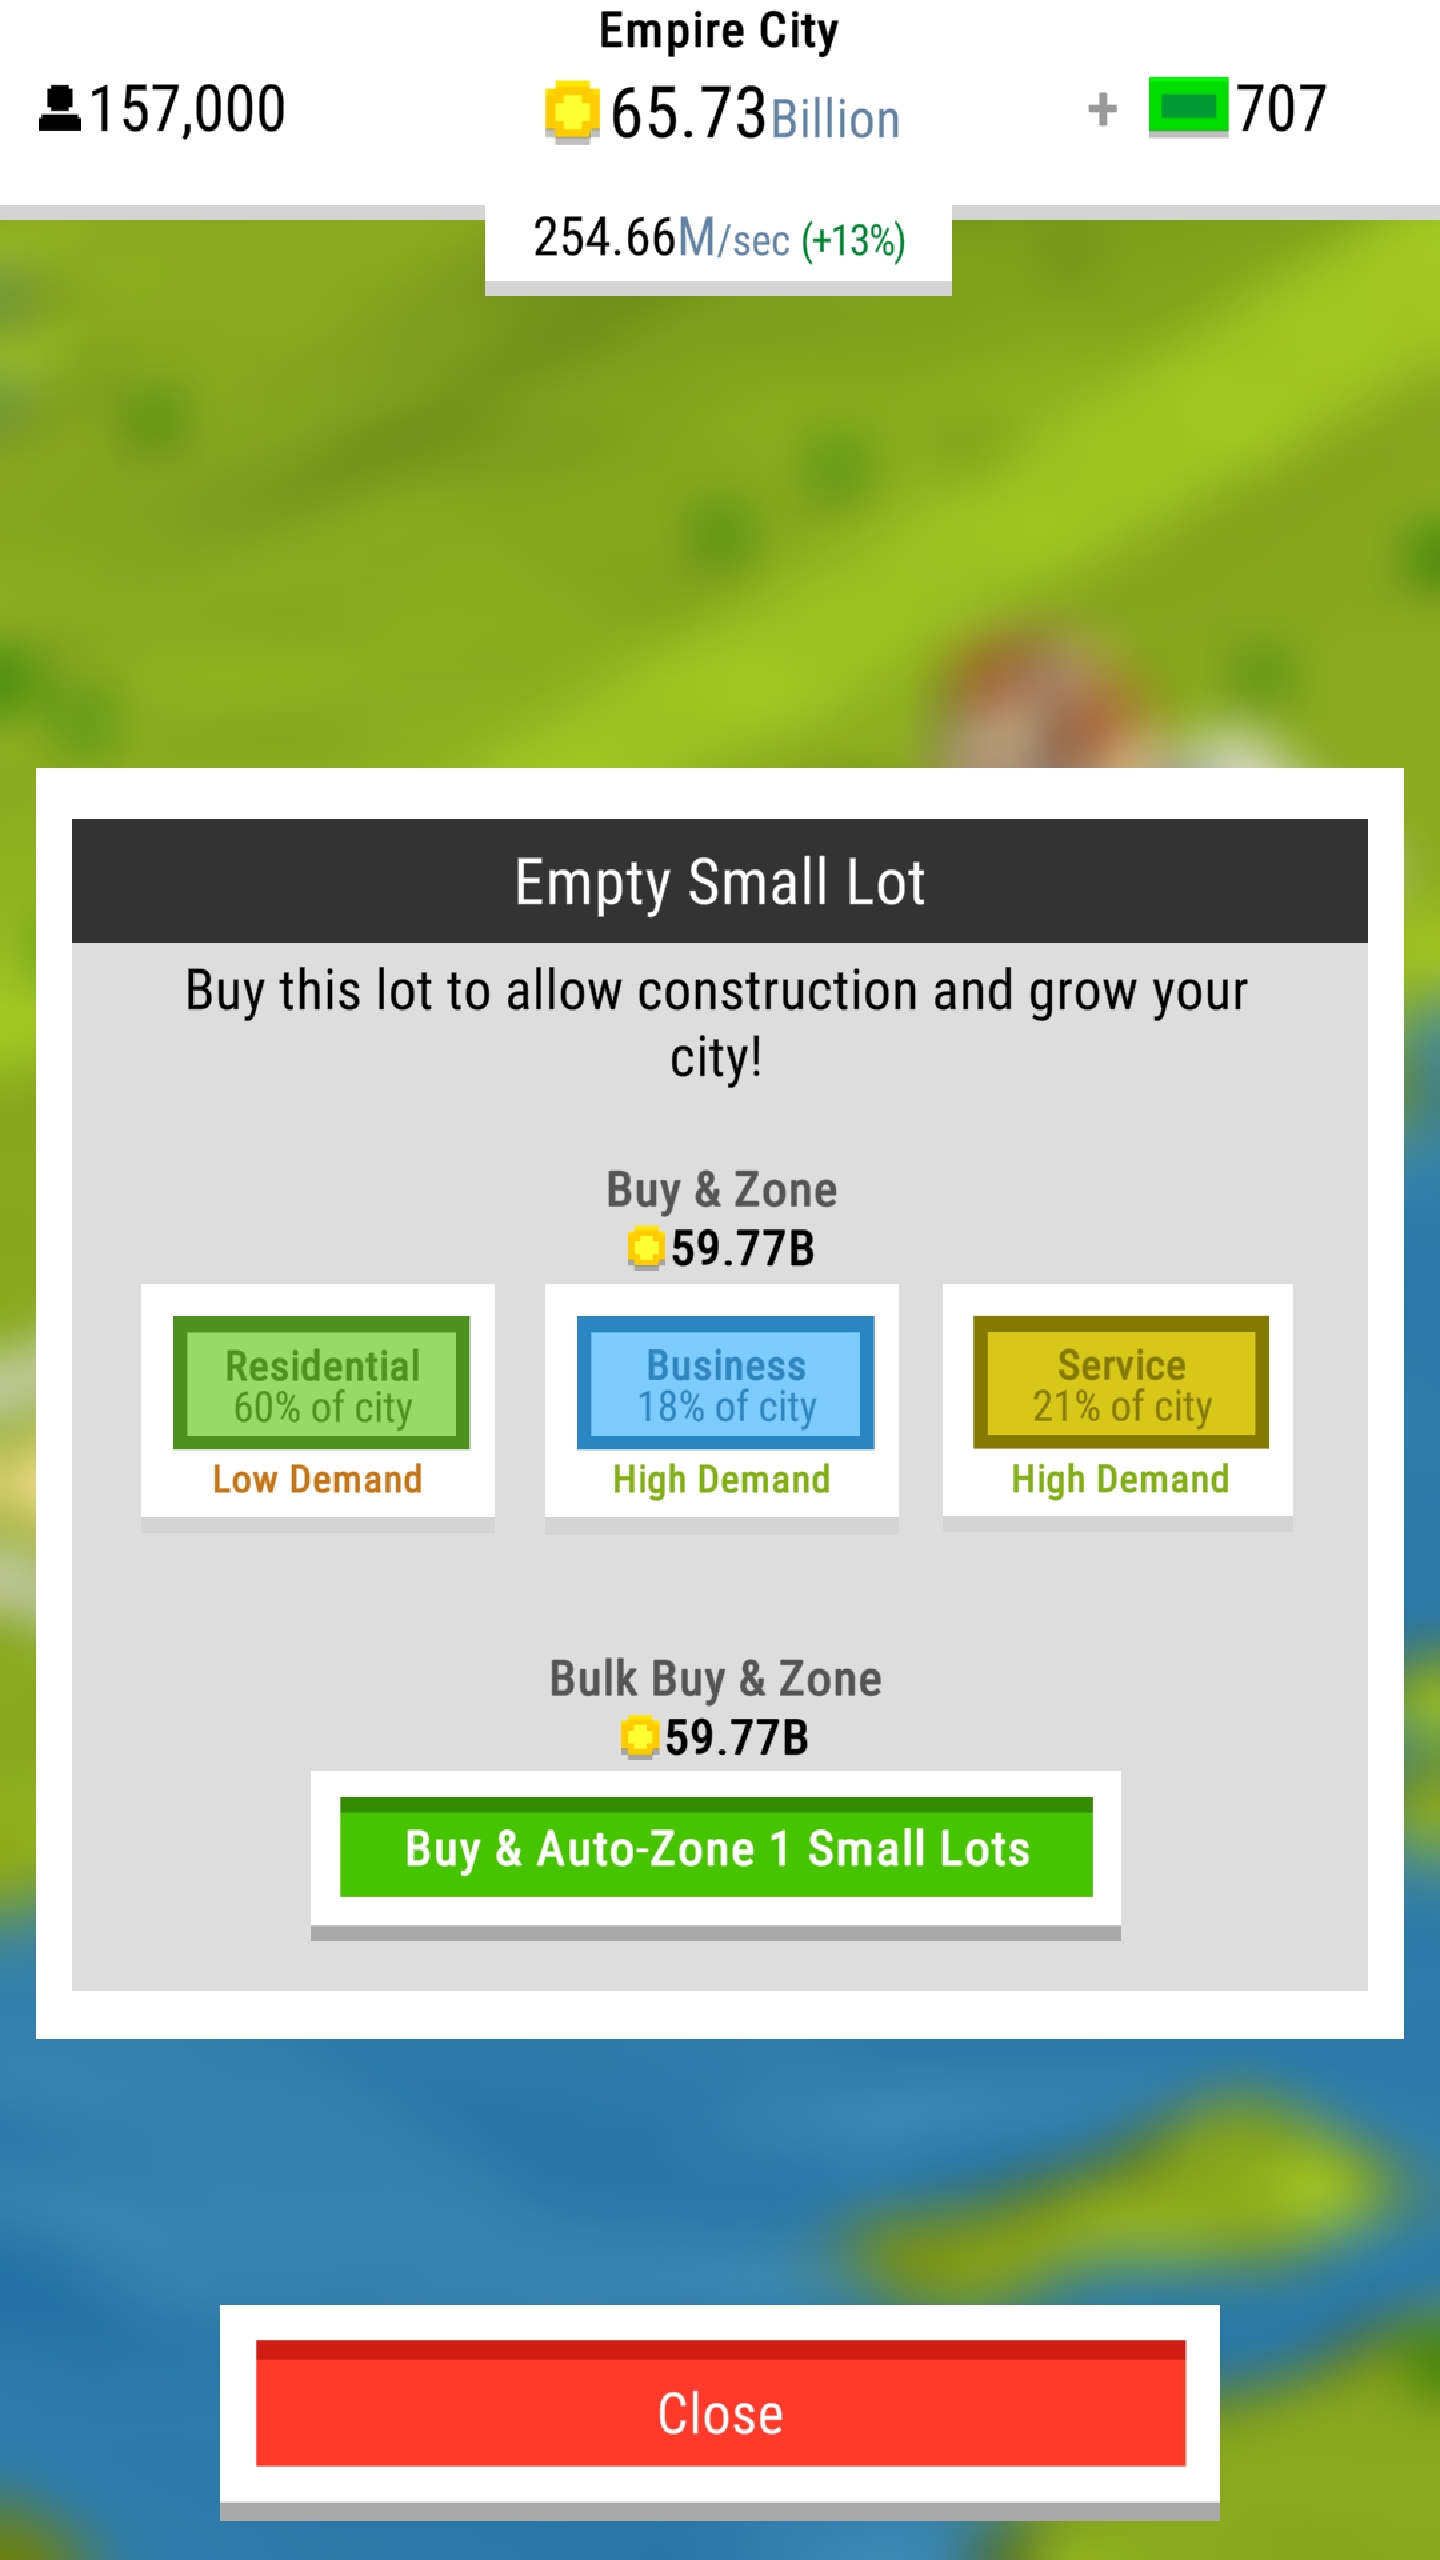 Empire City
157,000
65.73Billion
+ 707
254.66M/sec (+13%)
Empty Small Lot
Buy this lot to allow construction and grow your
city!
Buy & Zone
59.77B
Residential
60% of city
Low Demand
Business
18% of city
High Demand
Service
21% of city
High Demand
Bulk Buy & Zone
59.77B
Buy & Auto-Zone 1 Small Lots
Close